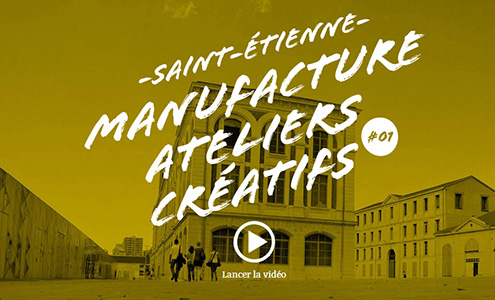 -SAINT-ÉTIENNE-
MANUFACTURE
ATELIERS
CRÉATIFS
#01
Lancer la vidéo